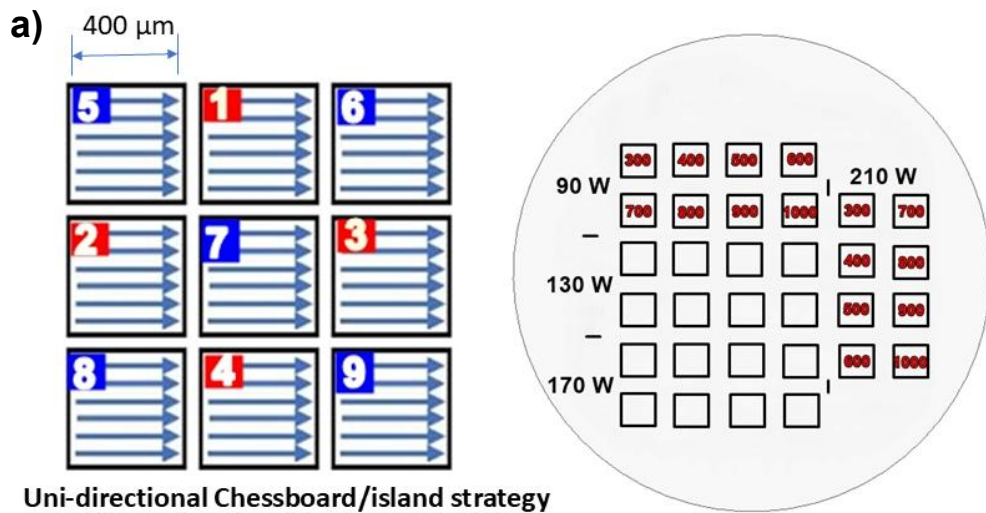 a)
400 µm
5 1 6
2 7 3
8 4 9
Uni-directional Chessboard/island strategy
300 400 500 600
90 W
210 W
700 800 900 1000
300 700
400 800
130 W
500 900
600 1000
170 W